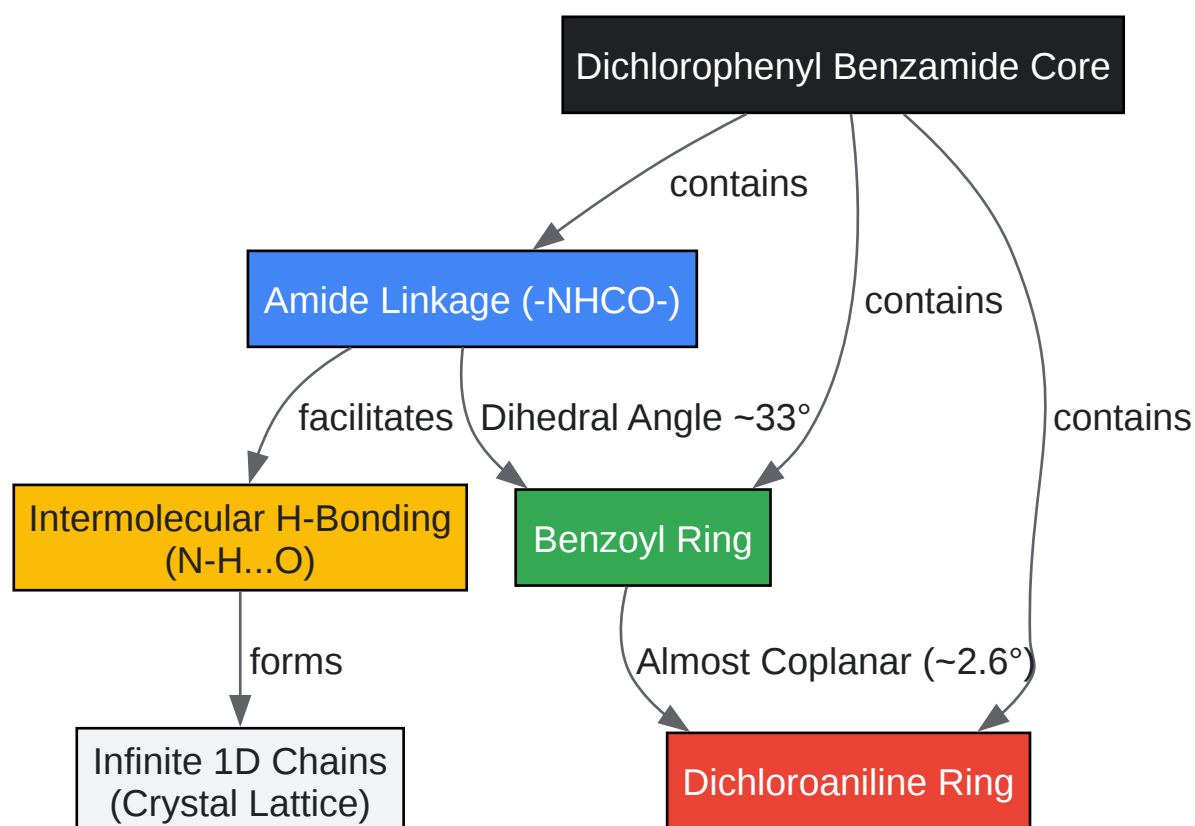 Dichlorophenyl Benzamide Core
contains
Amide Linkage (-NHCO-)
contains
facilitates
Dihedral Angle ~33°
contains
Intermolecular H-Bonding
(N-H...O)
Benzoyl Ring
forms
Almost Coplanar (~2.6°)
Infinite 1D Chains
(Crystal Lattice)
Dichloroaniline Ring